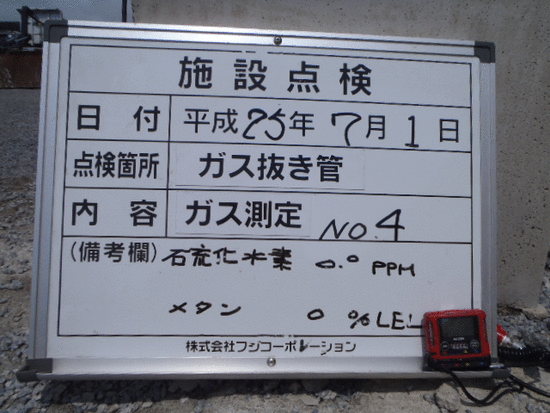 施設点検
日付 平成25年7月1日
点検箇所 ガス抜き管
内容 ガス測定 NO.4
(備考欄) 石充化水素 0.0 PPM
メタン 0 %LEL
株式会社フジコーポレーション